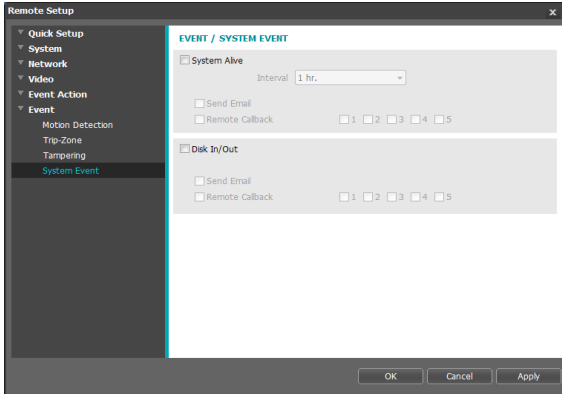 Remote Setup
x
Quick Setup
System
Network
Video
Event Action
Event
Motion Detection
Trip-Zone
Tampering
System Event
EVENT / SYSTEM EVENT
System Alive
Interval 1 hr.
Send Email
Remote Callback 1 2 3 4 5
Disk In/Out
Send Email
Remote Callback 1 2 3 4 5
OK Cancel Apply